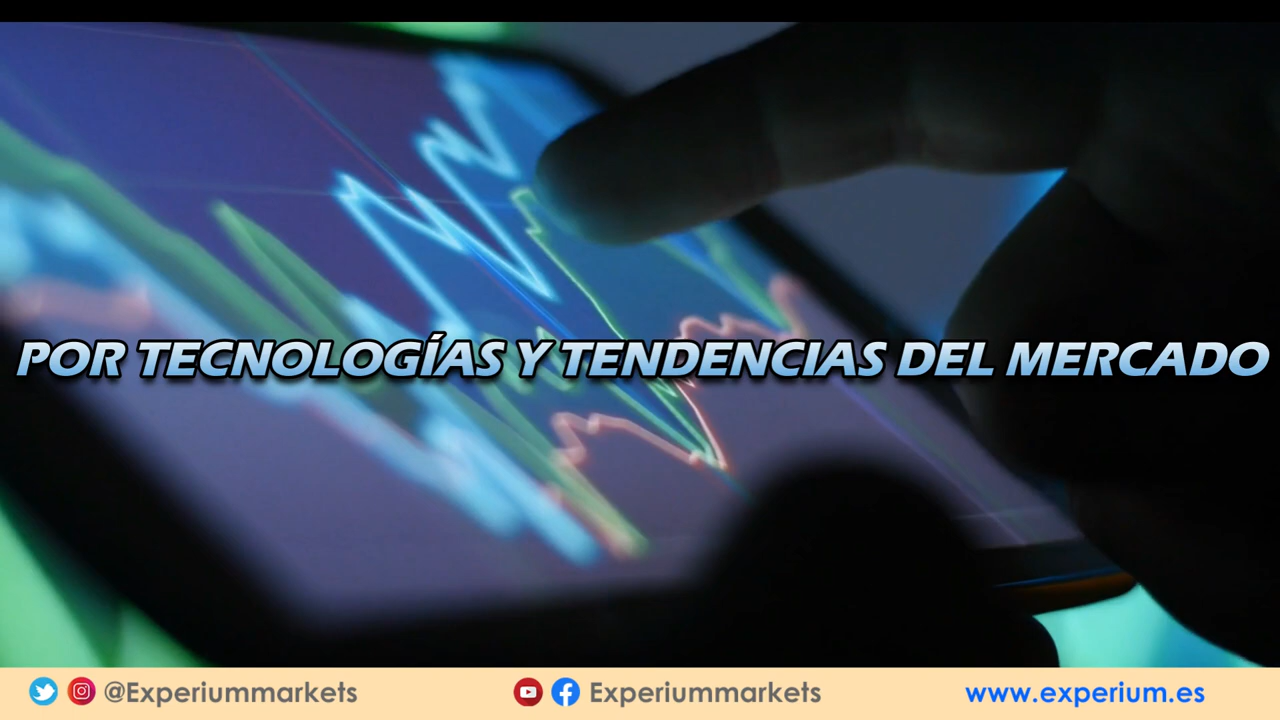 POR TECNOLOGÍAS Y TENDENCIAS DEL MERCADO
@Experiummarkets Experiummarkets www.experium.es